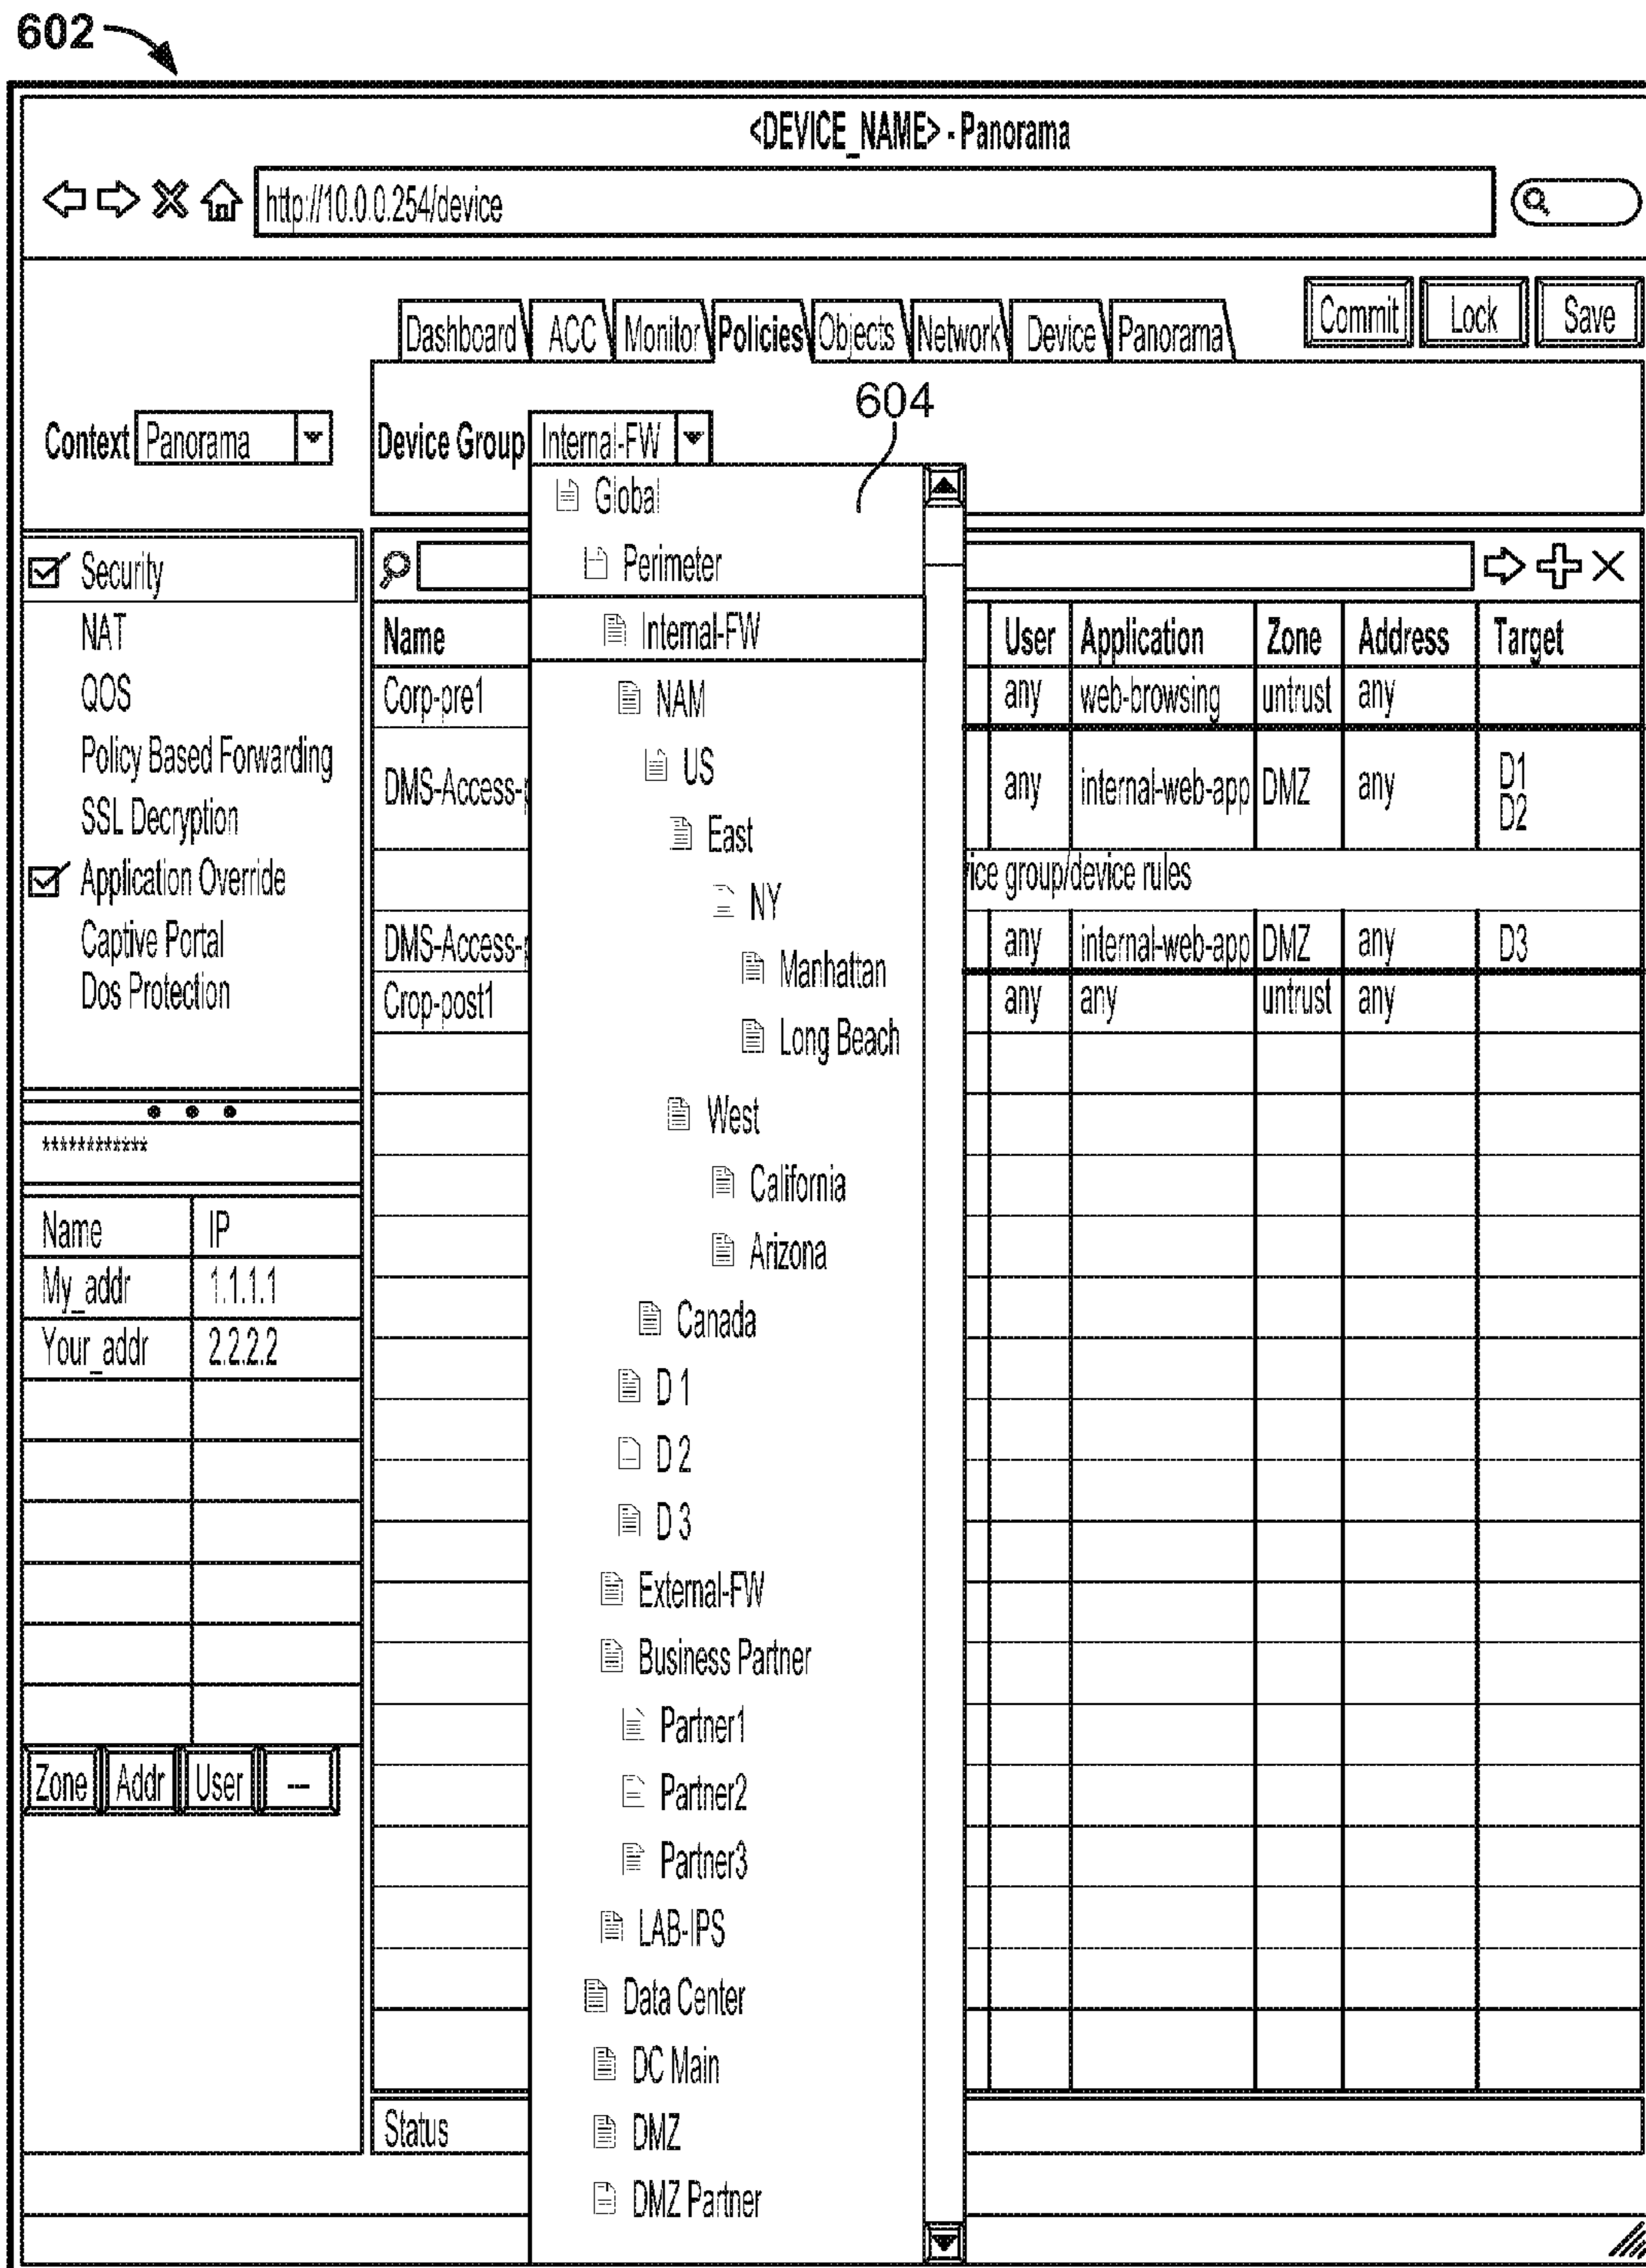 602
<DEVICE_NAME> - Panorama
http://10.0.0.254/device
Dashboard ACC Monitor Policies Objects Network Device Panorama Commit Lock Save
604
Context Panorama Device Group Internal-FW
Global
Perimeter
Internal-FW
NAM
US
East
NY
Manhattan
Long Beach
West
California
Arizona
Canada
D 1
D 2
D 3
External-FW
Business Partner
Partner1
Partner2
Partner3
LAB-IPS
Data Center
DC Main
DMZ
DMZ Partner
Security
NAT
QOS
Policy Based Forwarding
SSL Decryption
Application Override
Captive Portal
Dos Protection
************
Name IP
My_addr 1.1.1.1
Your_addr 2.2.2.2
Zone Addr User ---
Name User Application Zone Address Target
Corp-pre1 any web-browsing untrust any
DMS-Access- any internal-web-app DMZ any D1
D2
group/device rules
DMS-Access- any internal-web-app DMZ any D3
Crop-post1 any any untrust any
Status